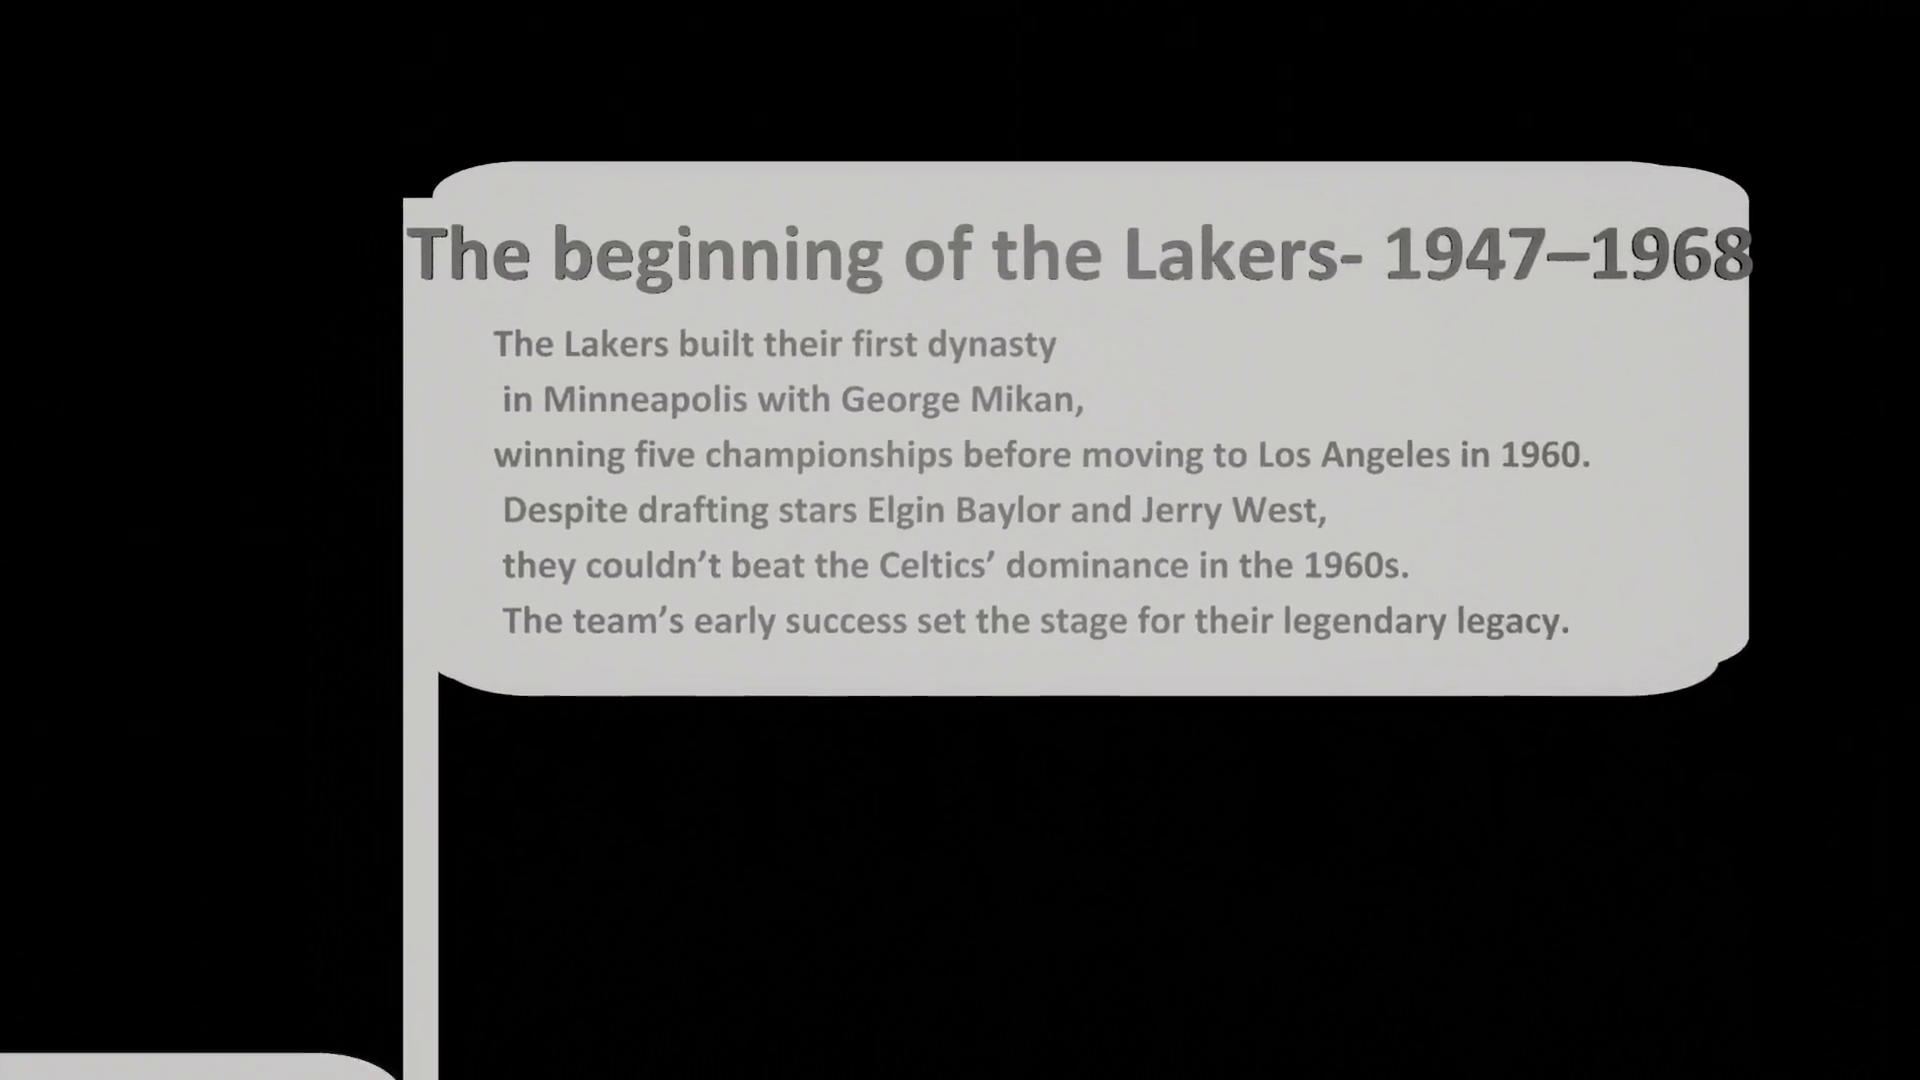 The beginning of the Lakers- 1947–1968
The Lakers built their first dynasty
in Minneapolis with George Mikan,
winning five championships before moving to Los Angeles in 1960.
Despite drafting stars Elgin Baylor and Jerry West,
they couldn’t beat the Celtics’ dominance in the 1960s.
The team’s early success set the stage for their legendary legacy.